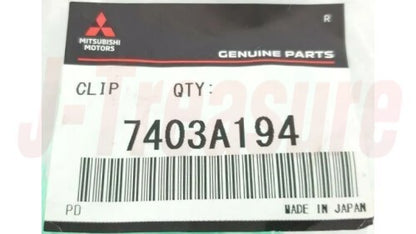 R
MITSUBISHI
MOTORS
GENUINE PARTS
CLIP QTY:
7403A194
PD MADE IN JAPAN
J-Treasure